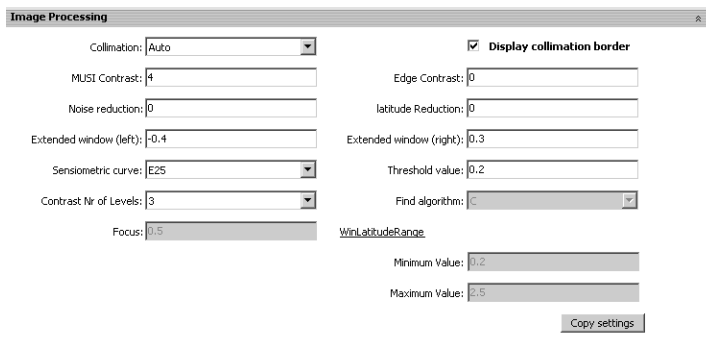 Image Processing
Collimation: Auto
Display collimation border
MUSI Contrast: 4
Edge Contrast: 0
Noise reduction: 0
latitude Reduction: 0
Extended window (left): -0.4
Extended window (right): 0.3
Sensiometric curve: E25
Threshold value: 0.2
Contrast Nr of Levels: 3
Find algorithm: C
Focus: 0.5
WinLatitudeRange
Minimum Value: 0.2
Maximum Value: 2.5
Copy settings